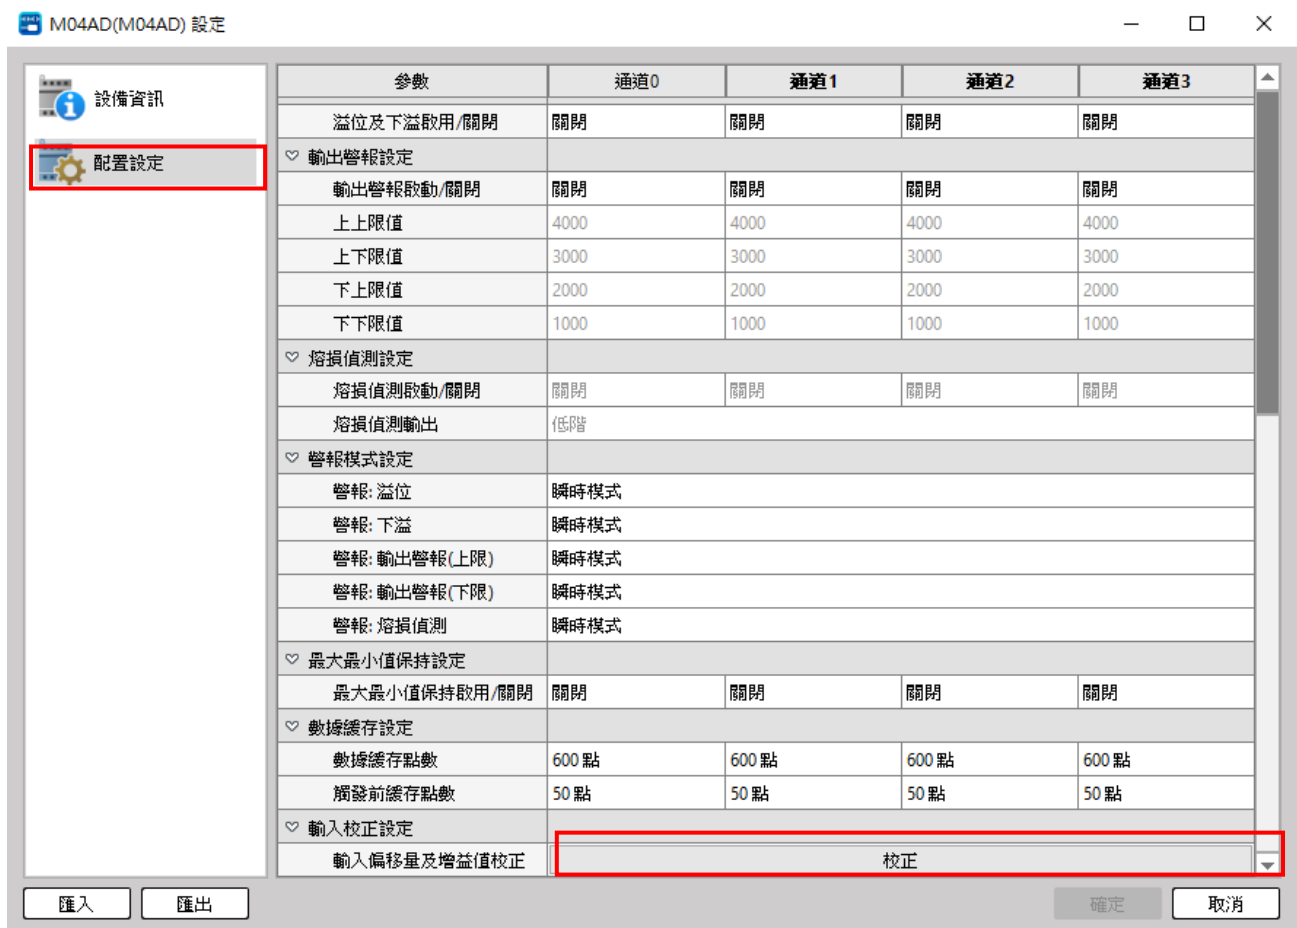 M04AD(M04AD) 設定
設備資訊
配置設定
參數 通道0 通道1 通道2 通道3
溢位及下溢啟用/關閉 關閉 關閉 關閉 關閉
輸出警報設定
輸出警報啟動/關閉 關閉 關閉 關閉 關閉
上上限值 4000 4000 4000 4000
上下限值 3000 3000 3000 3000
下上限值 2000 2000 2000 2000
下下限值 1000 1000 1000 1000
熔損偵測設定
熔損偵測啟動/關閉 關閉 關閉 關閉 關閉
熔損偵測輸出 低階
警報模式設定
警報: 溢位 瞬時模式
警報: 下溢 瞬時模式
警報: 輸出警報(上限) 瞬時模式
警報: 輸出警報(下限) 瞬時模式
警報: 熔損偵測 瞬時模式
最大最小值保持設定
最大最小值保持啟用/關閉 關閉 關閉 關閉 關閉
數據緩存設定
數據緩存點數 600 點 600 點 600 點 600 點
觸發前緩存點數 50 點 50 點 50 點 50 點
輸入校正設定
輸入偏移量及增益值校正 校正
匯入 匯出 確定 取消